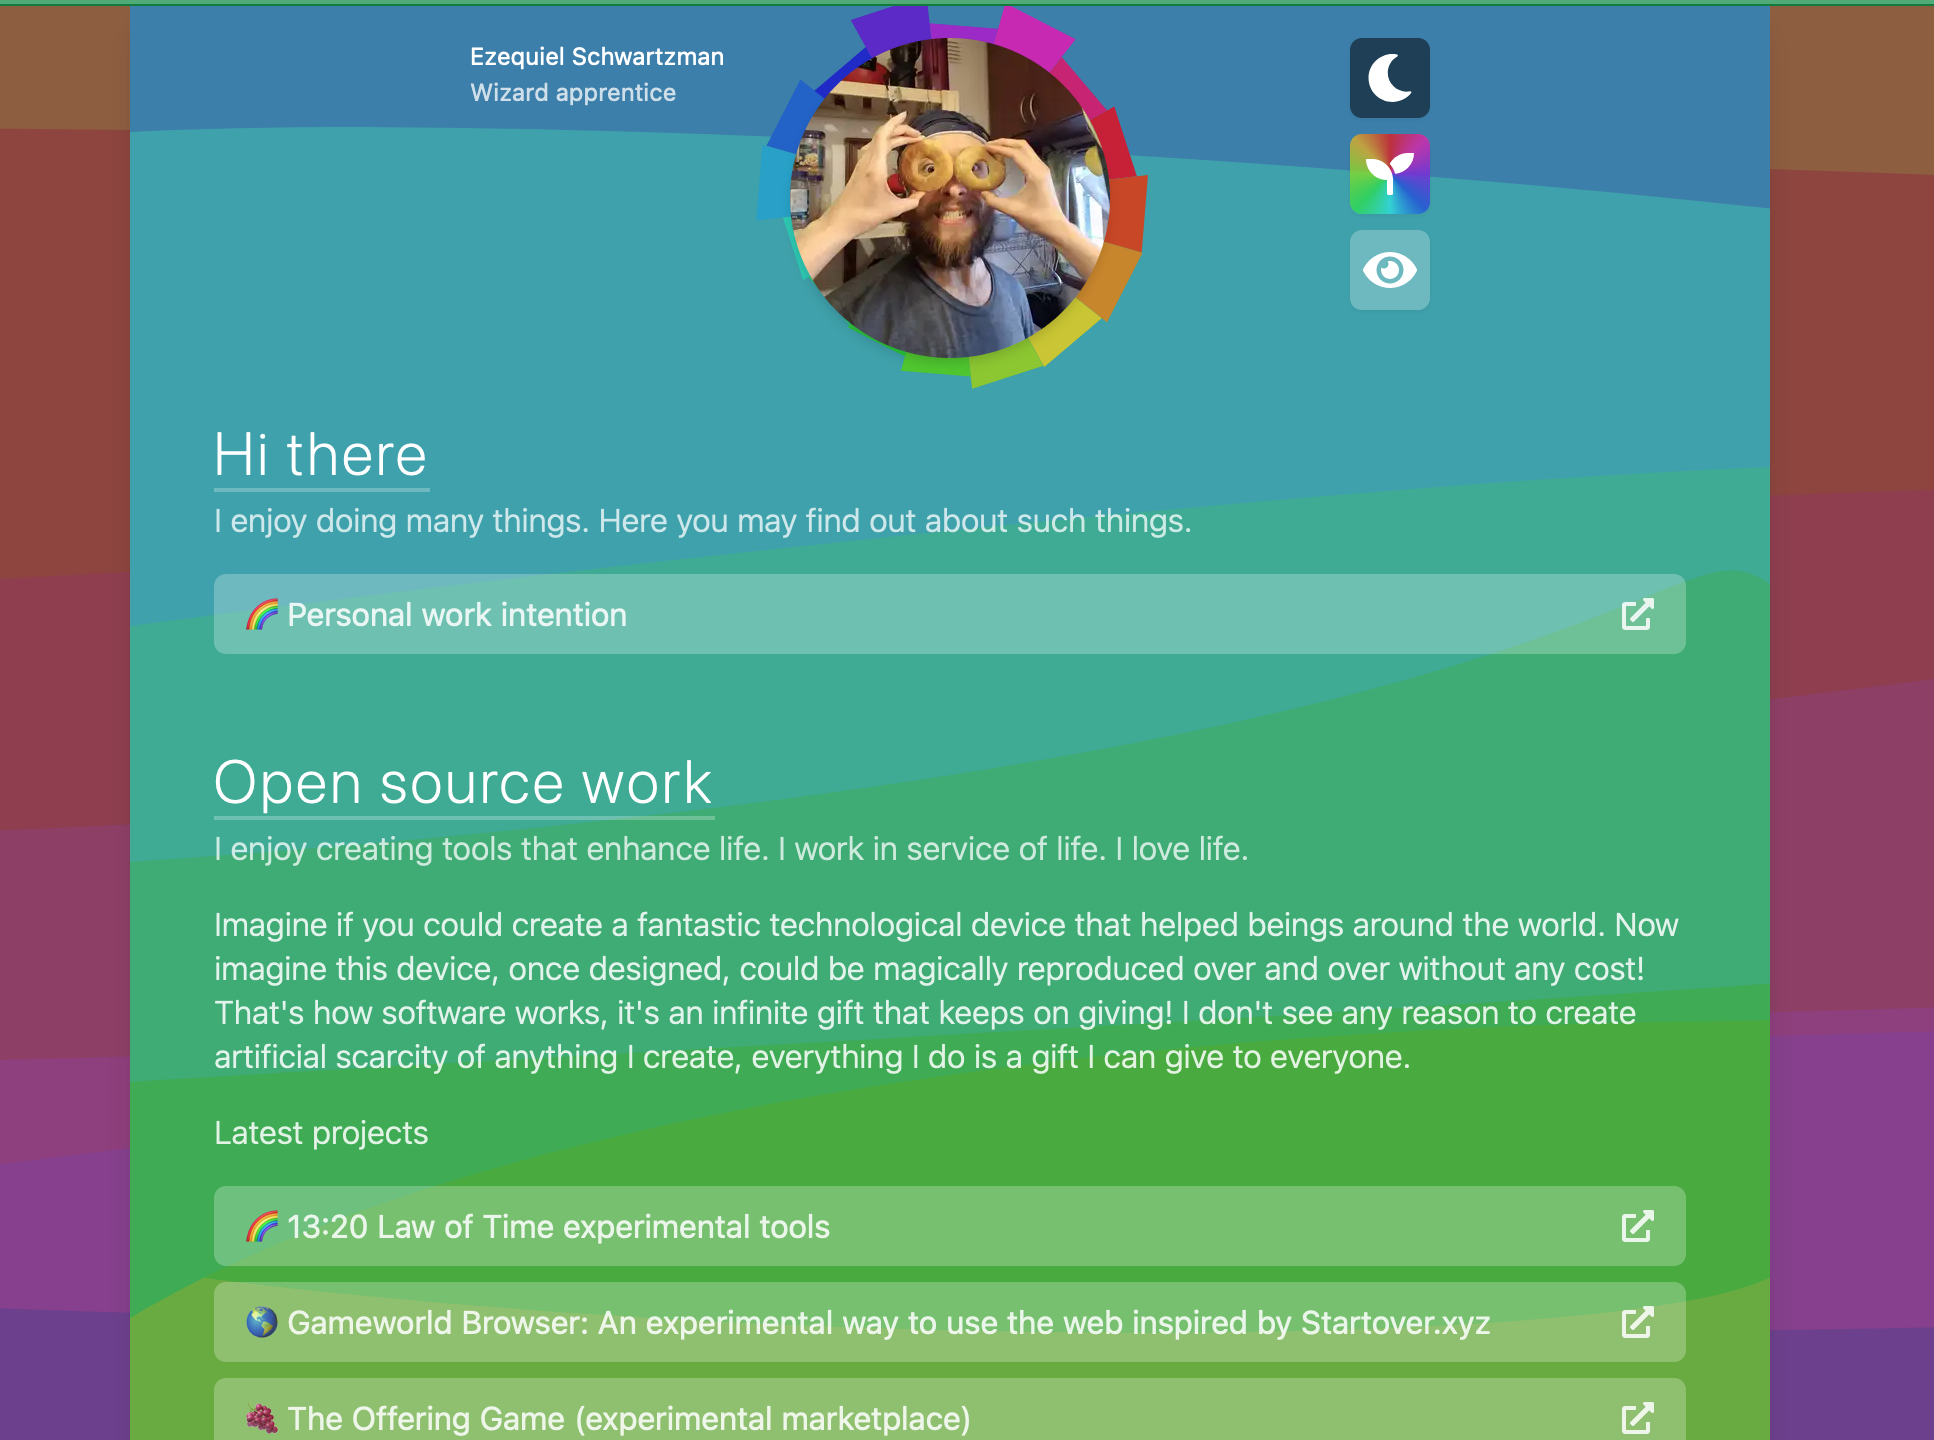 Ezequiel Schwartzman
Wizard apprentice
Hi there
I enjoy doing many things. Here you may find out about such things.
🌈 Personal work intention
Open source work
I enjoy creating tools that enhance life. I work in service of life. I love life.
Imagine if you could create a fantastic technological device that helped beings around the world. Now
imagine this device, once designed, could be magically reproduced over and over without any cost!
That's how software works, it's an infinite gift that keeps on giving! I don't see any reason to create
artificial scarcity of anything I create, everything I do is a gift I can give to everyone.
Latest projects
🌈 13:20 Law of Time experimental tools
🌎 Gameworld Browser: An experimental way to use the web inspired by Startover.xyz
🍇 The Offering Game (experimental marketplace)